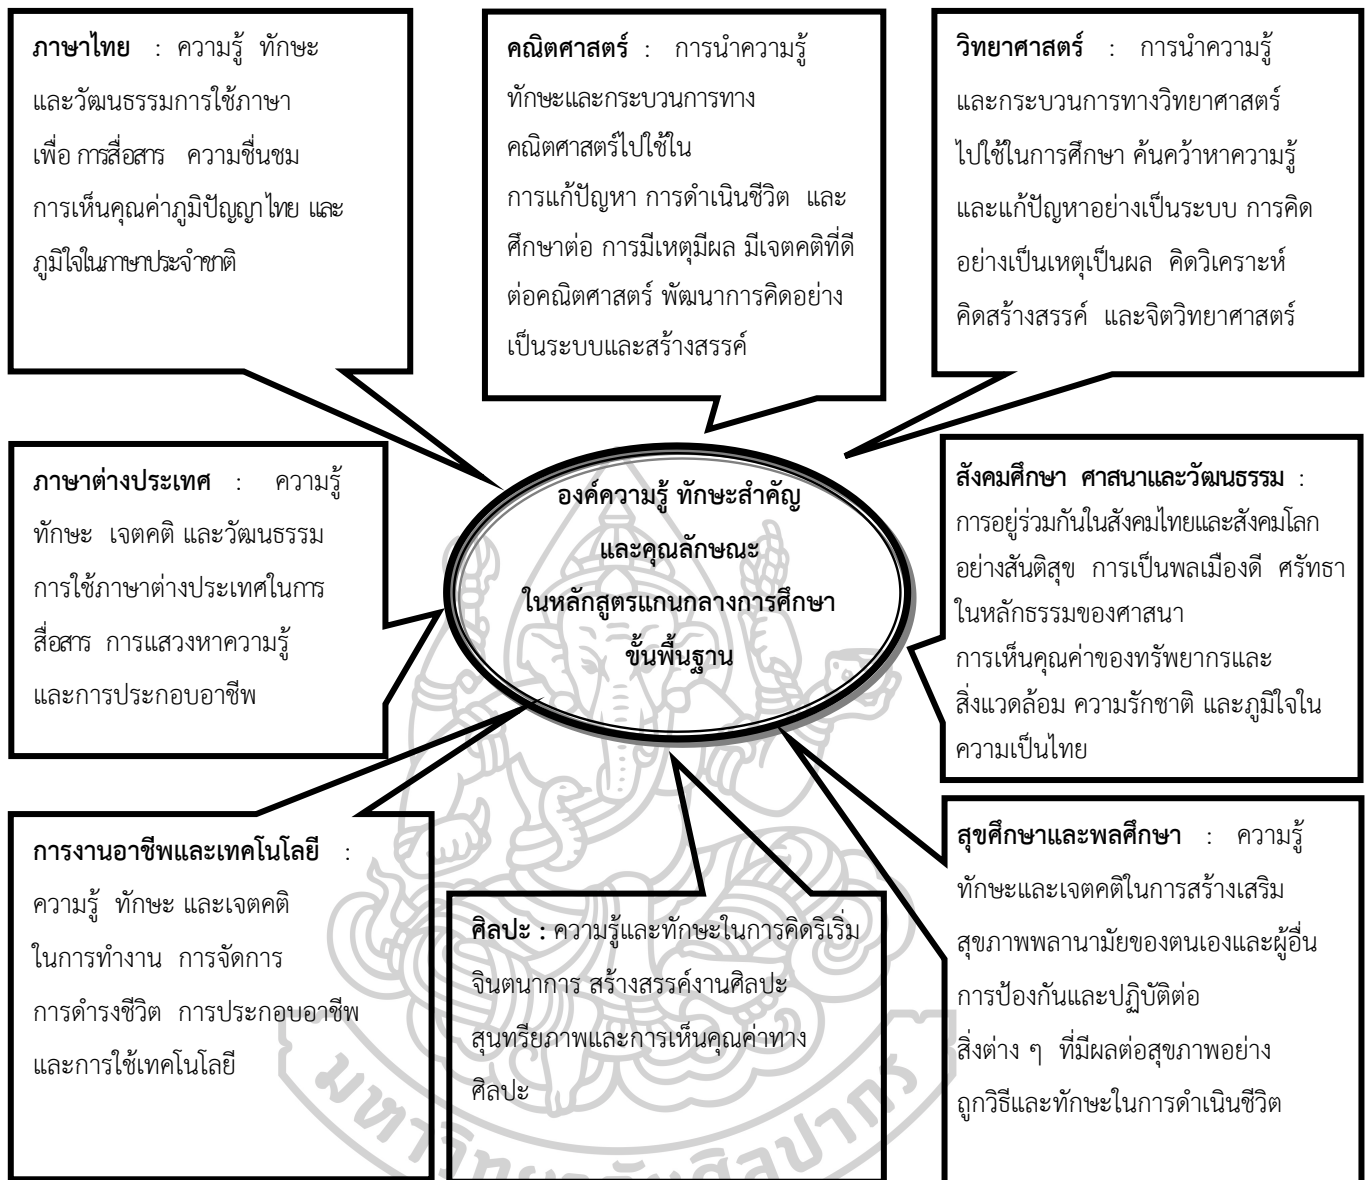 ภาษาไทย : ความรู้ ทักษะ
และวัฒนธรรมการใช้ภาษา
เพื่อ การสื่อสาร ความชื่นชม
การเห็นคุณค่าภูมิปัญญาไทย และ
ภูมิใจในภาษาประจำชาติ
คณิตศาสตร์ : การนำความรู้
ทักษะและกระบวนการทาง
คณิตศาสตร์ไปใช้ใน
การแก้ปัญหา การดำเนินชีวิต และ
ศึกษาต่อ การมีเหตุมีผล มีเจตคติที่ดี
ต่อคณิตศาสตร์ พัฒนาการคิดอย่าง
เป็นระบบและสร้างสรรค์
วิทยาศาสตร์ : การนำความรู้
และกระบวนการทางวิทยาศาสตร์
ไปใช้ในการศึกษา ค้นคว้าหาความรู้
และแก้ปัญหาอย่างเป็นระบบ การคิด
อย่างเป็นเหตุเป็นผล คิดวิเคราะห์
คิดสร้างสรรค์ และจิตวิทยาศาสตร์
ภาษาต่างประเทศ : ความรู้
ทักษะ เจตคติ และวัฒนธรรม
การใช้ภาษาต่างประเทศในการ
สื่อสาร การแสวงหาความรู้
และการประกอบอาชีพ
องค์ความรู้ ทักษะสำคัญ
และคุณลักษณะ
ในหลักสูตรแกนกลางการศึกษา
ขั้นพื้นฐาน
สังคมศึกษา ศาสนาและวัฒนธรรม :
การอยู่ร่วมกันในสังคมไทยและสังคมโลก
อย่างสันติสุข การเป็นพลเมืองดี ศรัทธา
ในหลักธรรมของศาสนา
การเห็นคุณค่าของทรัพยากรและ
สิ่งแวดล้อม ความรักชาติ และภูมิใจใน
ความเป็นไทย
การงานอาชีพและเทคโนโลยี :
ความรู้ ทักษะ และเจตคติ
ในการทำงาน การจัดการ
การดำรงชีวิต การประกอบอาชีพ
และการใช้เทคโนโลยี
ศิลปะ : ความรู้และทักษะในการคิดริเริ่ม
จินตนาการ สร้างสรรค์งานศิลปะ
สุนทรียภาพและการเห็นคุณค่าทาง
ศิลปะ
สุขศึกษาและพลศึกษา : ความรู้
ทักษะและเจตคติในการสร้างเสริม
สุขภาพพลานามัยของตนเองและผู้อื่น
การป้องกันและปฏิบัติต่อ
สิ่งต่าง ๆ ที่มีผลต่อสุขภาพอย่าง
ถูกวิธีและทักษะในการดำเนินชีวิต
มหาวิทยาลัยศิลปากร